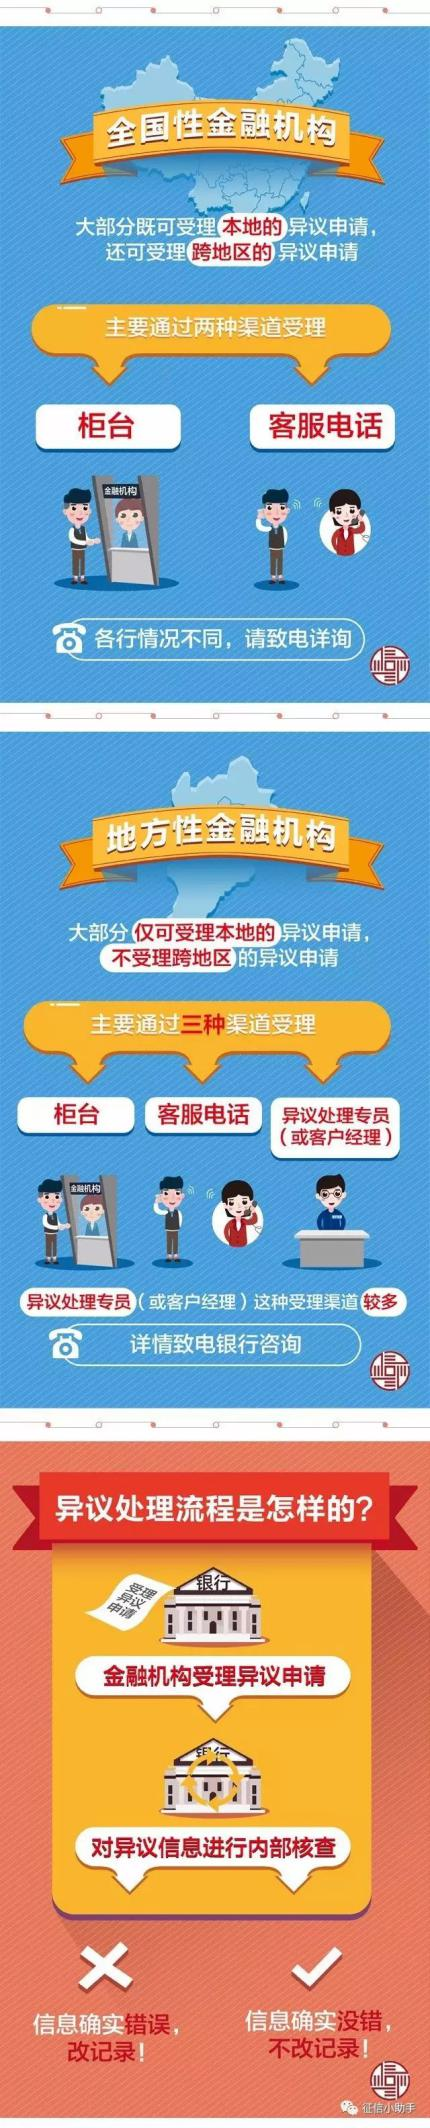 全国性金融机构
大部分既可受理 本地的 异议申请,
还可受理 跨地区的 异议申请
主要通过两种渠道受理
柜台
客服电话
金融机构
各行情况不同，请致电详询
地方性金融机构
大部分 仅可受理本地的 异议申请,
不受理跨地区 的异议申请
主要通过三种渠道受理
柜台
客服电话
异议处理专员
（或客户经理）
金融机构
异议处理专员（或客户经理）这种受理渠道 较多
详情致电银行咨询
异议处理流程是怎样的？
受理
异议
申请
银行
金融机构受理异议申请
银行
对异议信息进行内部核查
信息确实错误，
改记录！
信息确实没错，
不改记录！
征信小助手